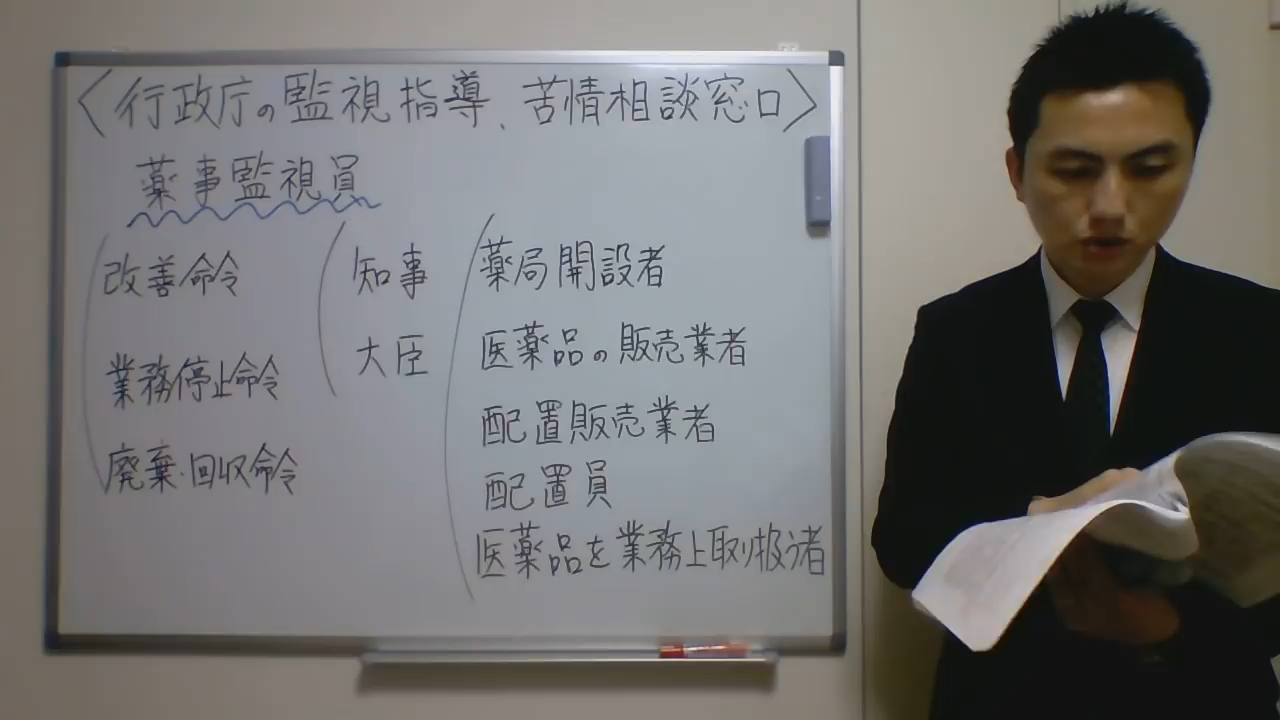 〈行政庁の監視指導、苦情相談窓口〉
薬事監視員
改善命令
業務停止命令
廃棄・回収命令
知事
大臣
薬局開設者
医薬品の販売業者
配置販売業者
配置員
医薬品を業務上取り扱う者